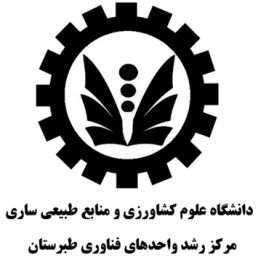 دانشگاه علوم کشاورزی و منابع طبیعی ساری
مرکز رشد واحدهای فناوری طبرستان